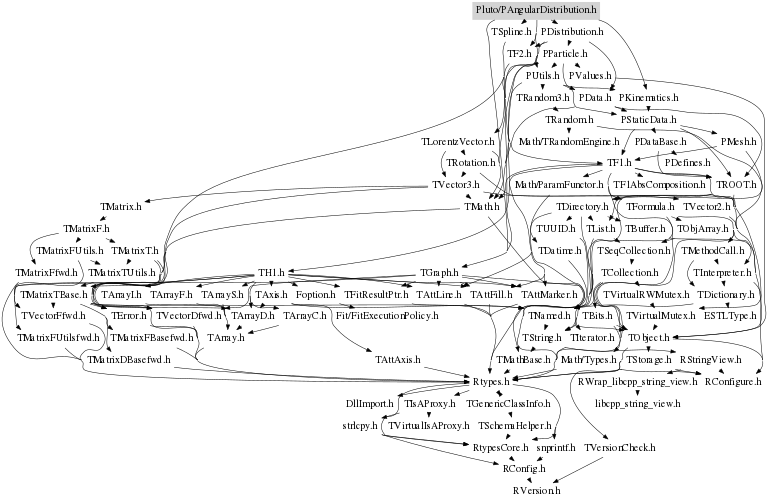 Pluto/PAngularDistribution.h
TSpline.h PDistribution.h
TF2.h PParticle.h
PUtils.h PValues.h
TRandom3.h PData.h PKinematics.h
TRandom.h PStaticData.h
TLorentzVector.h Math/TRandomEngine.h PDataBase.h PMesh.h
TRotation.h TF1.h PDefines.h
TVector3.h Math/ParamFunctor.h TF1AbsComposition.h TROOT.h
TMatrix.h TMath.h TDirectory.h TFormula.h TVector2.h
TMatrixF.h TUUID.h TList.h TBuffer.h TObjArray.h
TMatrixFUtils.h TMatrixT.h TDatime.h TSeqCollection.h TMethodCall.h
TMatrixFfwd.h TMatrixTUtils.h TH1.h TGraph.h TCollection.h TInterpreter.h
TMatrixTBase.h TArrayI.h TArrayF.h TArrayS.h TAxis.h Foption.h TFitResultPtr.h TAttLine.h TAttFill.h TAttMarker.h TVirtualRWMutex.h TDictionary.h
TVectorFfwd.h TError.h TVectorDfwd.h TArrayD.h TArrayC.h Fit/FitExecutionPolicy.h TNamed.h TBits.h TVirtualMutex.h ESTLType.h
TMatrixFUtilsfwd.h TMatrixFBasefwd.h TArray.h TString.h TIterator.h TObject.h
TMatrixDBasefwd.h TAttAxis.h TMathBase.h Math/Types.h TStorage.h RStringView.h
Rtypes.h RWrap_libcpp_string_view.h RConfigure.h
DllImport.h TIsAProxy.h TGenericClassInfo.h libcpp_string_view.h
strlcpy.h TVirtualIsAProxy.h TSchemaHelper.h
RtypesCore.h snprintf.h TVersionCheck.h
RConfig.h
RVersion.h